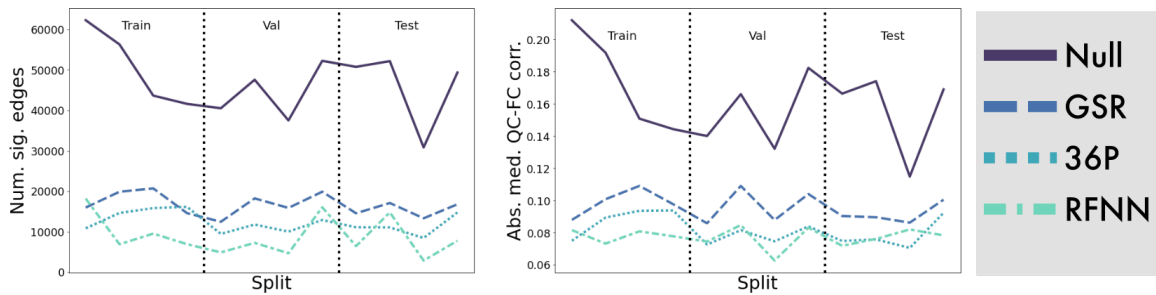 Num. sig. edges
60000
50000
40000
30000
20000
10000
0
Train
Val
Test
Split
Abs. med. QC-FC corr.
0.20
0.18
0.16
0.14
0.12
0.10
0.08
0.06
Train
Val
Test
Split
Null
GSR
36P
RFNN